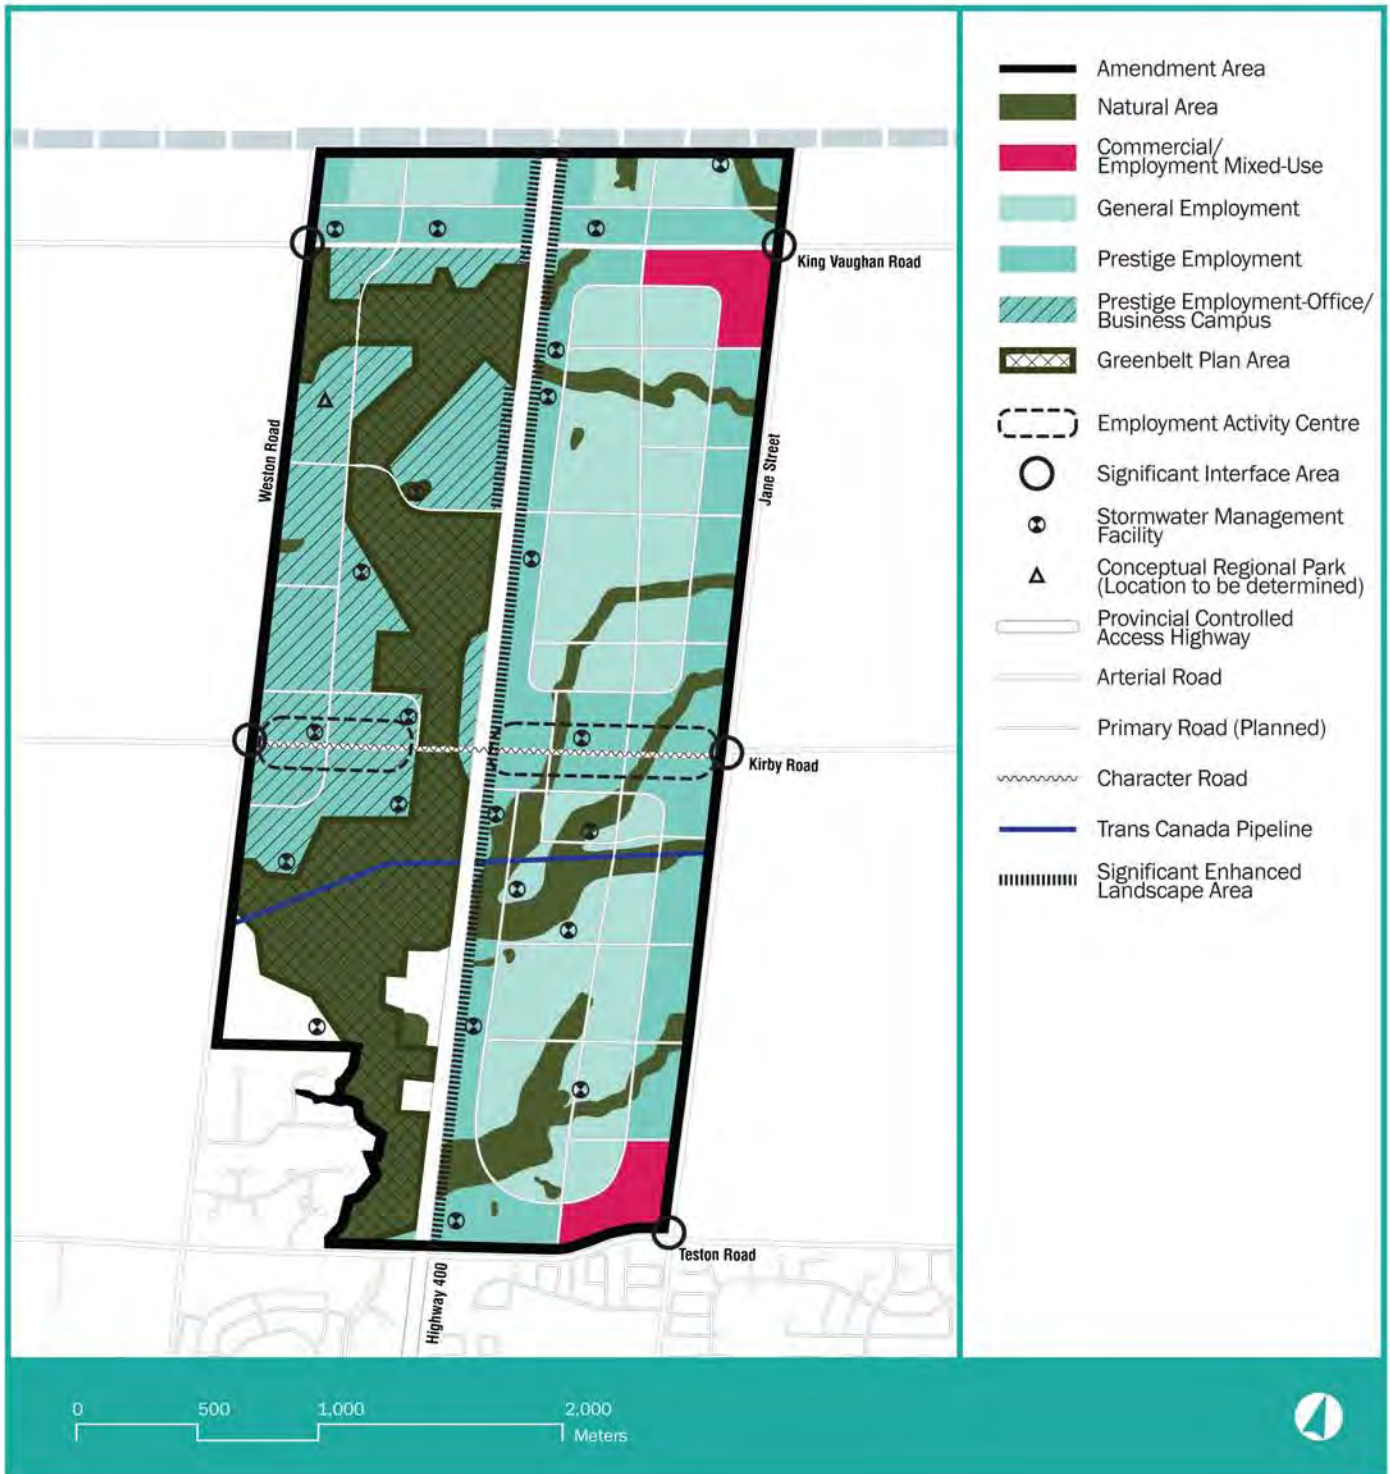 Amendment Area
Natural Area
Commercial/
Employment Mixed-Use
General Employment
Prestige Employment
Prestige Employment-Office/
Business Campus
Greenbelt Plan Area
Employment Activity Centre
Significant Interface Area
Stormwater Management
Facility
Conceptual Regional Park
(Location to be determined)
Provincial Controlled
Access Highway
Arterial Road
Primary Road (Planned)
Character Road
Trans Canada Pipeline
Significant Enhanced
Landscape Area
King Vaughan Road
Weston Road
Jane Street
Kirby Road
Teston Road
Highway 400
0 500 1,000 2,000
Meters